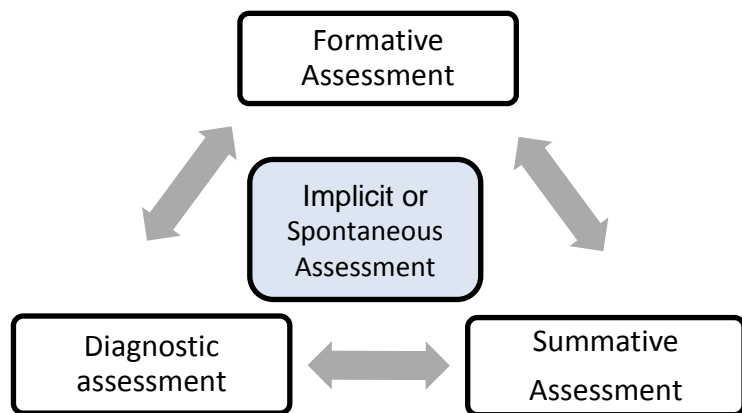 Formative
Assessment
Implicit or
Spontaneous
Assessment
Diagnostic
assessment
Summative
Assessment